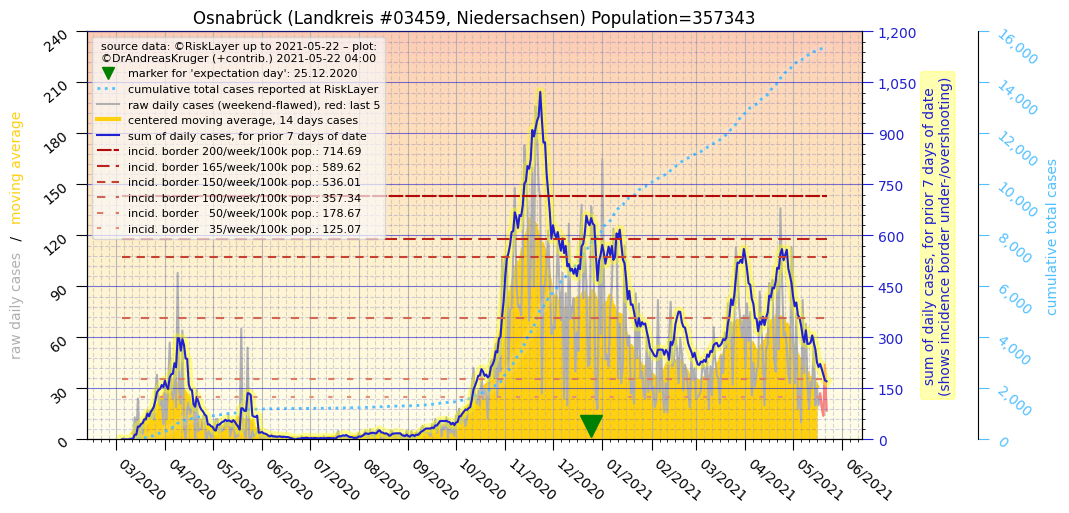 Osnabrück (Landkreis #03459, Niedersachsen) Population=357343
source data: ©RiskLayer up to 2021-05-22 – plot:
©DrAndreasKruger (+contrib.) 2021-05-22 04:00
marker for 'expectation day': 25.12.2020
cumulative total cases reported at RiskLayer
raw daily cases (weekend-flawed), red: last 5
centered moving average, 14 days cases
sum of daily cases, for prior 7 days of date
incid. border 200/week/100k pop.: 714.69
incid. border 165/week/100k pop.: 589.62
incid. border 150/week/100k pop.: 536.01
incid. border 100/week/100k pop.: 357.34
incid. border   50/week/100k pop.: 178.67
incid. border   35/week/100k pop.: 125.07
raw daily cases / moving average
240
210
180
150
120
90
60
30
0
03/2020
04/2020
05/2020
06/2020
07/2020
08/2020
09/2020
10/2020
11/2020
12/2020
01/2021
02/2021
03/2021
04/2021
05/2021
06/2021
1,200
1,050
900
750
600
450
300
150
0
sum of daily cases, for prior 7 days of date
(shows incidence border under-/overshooting)
16,000
14,000
12,000
10,000
8,000
6,000
4,000
2,000
0
cumulative total cases